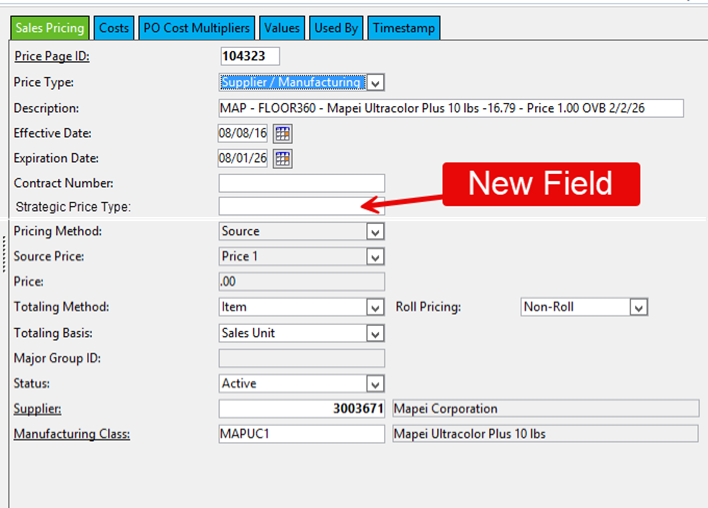 Sales Pricing Costs PO Cost Multipliers Values Used By Timestamp
Price Page ID: 104323
Price Type: Supplier / Manufacturing
Description: MAP - FLOOR360 - Mapei Ultracolor Plus 10 lbs -16.79 - Price 1.00 OVB 2/2/26
Effective Date: 08/08/16
Expiration Date: 08/01/26
Contract Number:
New Field
Strategic Price Type:
Pricing Method: Source
Source Price: Price 1
Price: .00
Totaling Method: Item Roll Pricing: Non-Roll
Totaling Basis: Sales Unit
Major Group ID:
Status: Active
Supplier: 3003671 Mapei Corporation
Manufacturing Class: MAPUC1 Mapei Ultracolor Plus 10 lbs